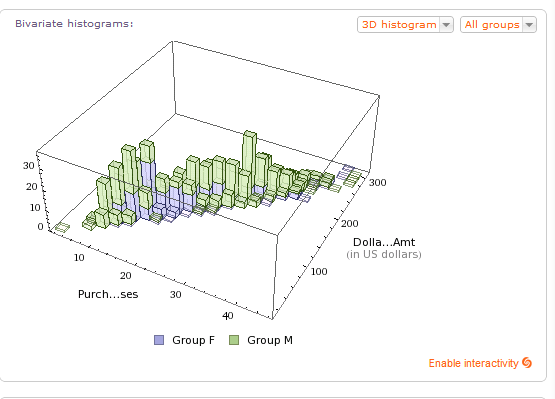 Bivariate histograms:
3D histogram
All groups
30
20
10
0
10
20
30
40
100
200
300
Purch...ses
Dolla...Amt
(in US dollars)
Group F
Group M
Enable interactivity